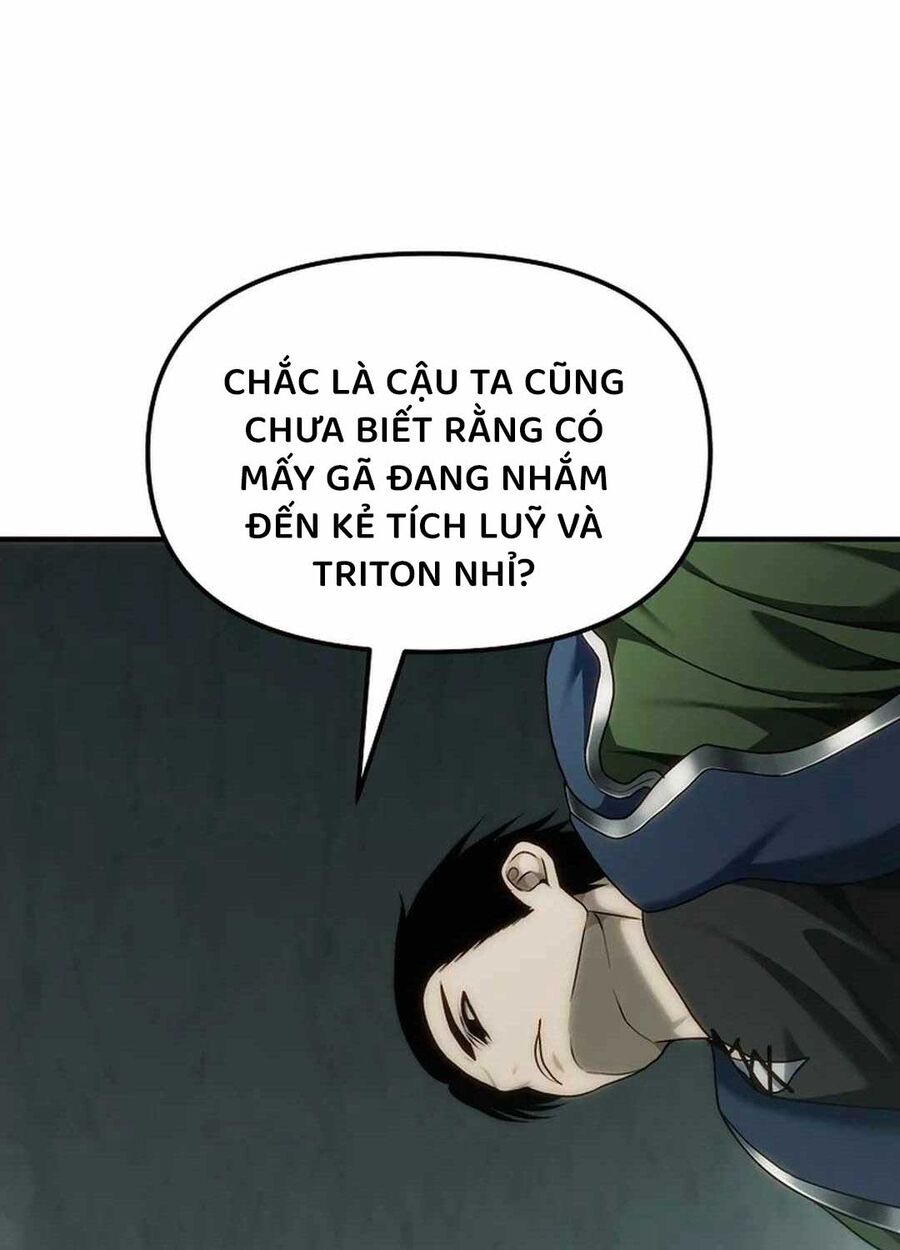 CHẮC LÀ CẬU TA CŨNG
CHƯA BIẾT RẰNG CÓ
MẤY GÃ ĐANG NHẮM
ĐẾN KẺ TÍCH LUỸ VÀ
TRITON NHỈ?